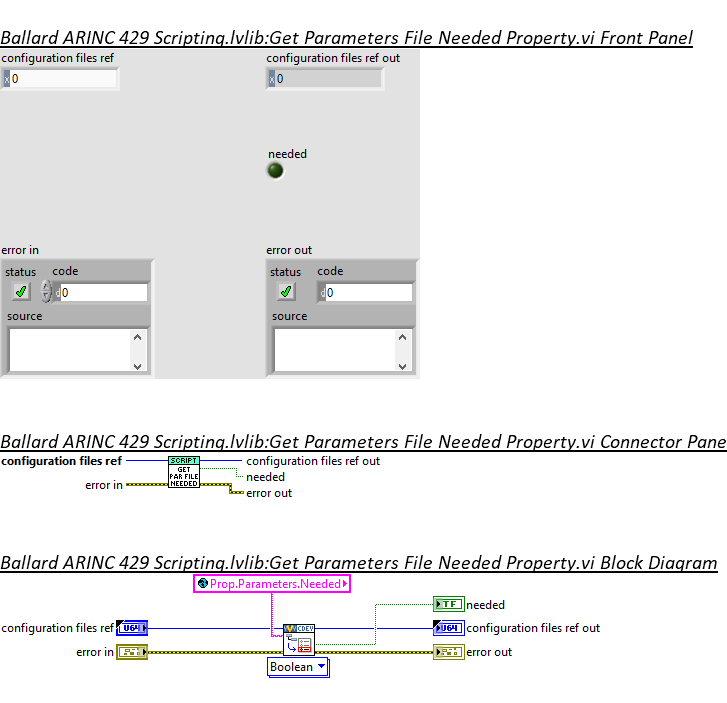 Ballard ARINC 429 Scripting.lvlib:Get Parameters File Needed Property.vi Front Panel
configuration files ref
configuration files ref out
x 0
x 0
needed
error in
error out
status
code
status
code
d 0
d 0
source
source
Ballard ARINC 429 Scripting.lvlib:Get Parameters File Needed Property.vi Connector Pane
configuration files ref
configuration files ref out
SCRIPT
GET
PAR FILE
NEEDED
needed
error in
error out
Ballard ARINC 429 Scripting.lvlib:Get Parameters File Needed Property.vi Block Diagram
Prop.Parameters.Needed
TF
needed
configuration files ref
U64
V CDEV
U64
configuration files ref out
error in
error out
Boolean